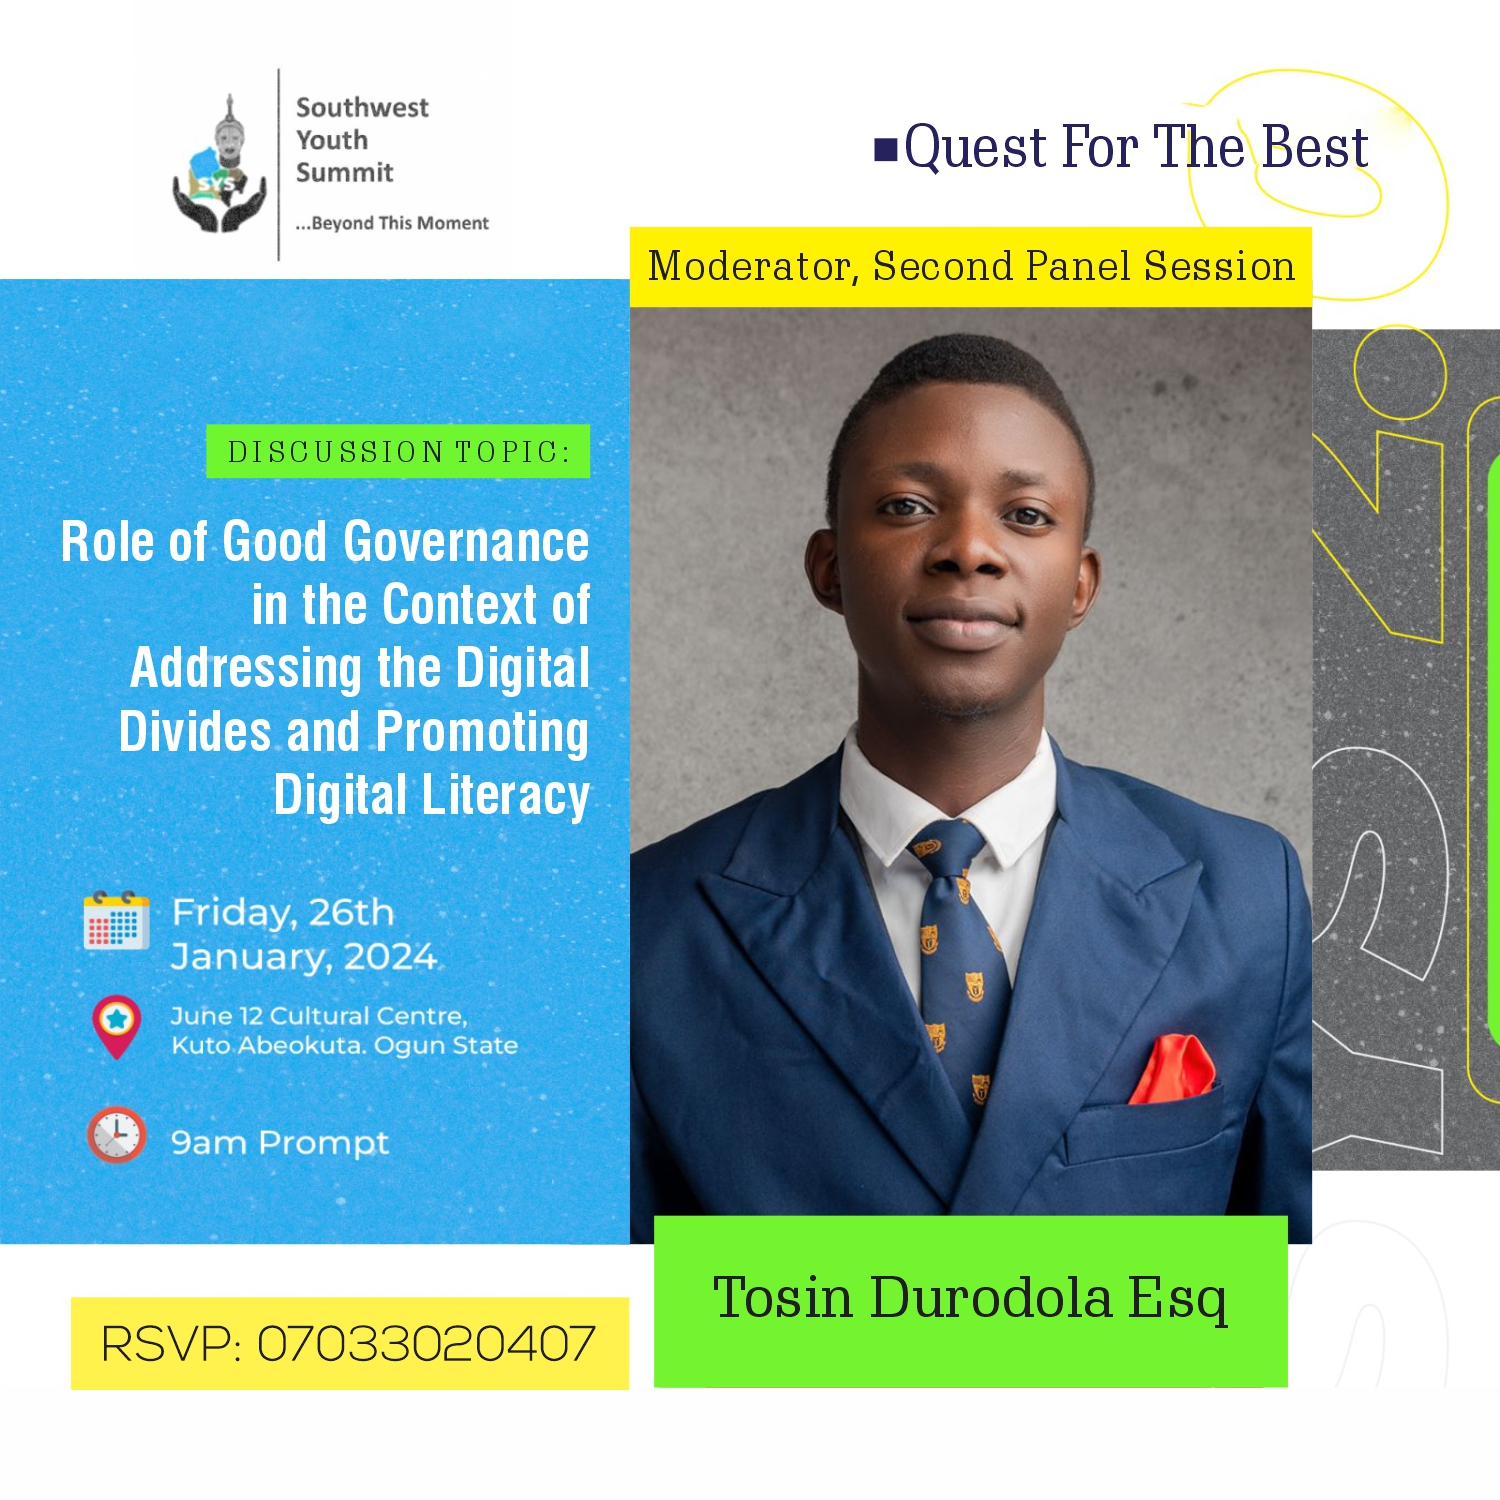 Southwest
Youth
Summit
...Beyond This Moment
SYS
Quest For The Best
Moderator, Second Panel Session
DISCUSSION TOPIC:
Role of Good Governance
in the Context of
Addressing the Digital
Divides and Promoting
Digital Literacy
Friday, 26th
January, 2024
June 12 Cultural Centre,
Kuto Abeokuta. Ogun State
9am Prompt
Tosin Durodola Esq
RSVP: 07033020407